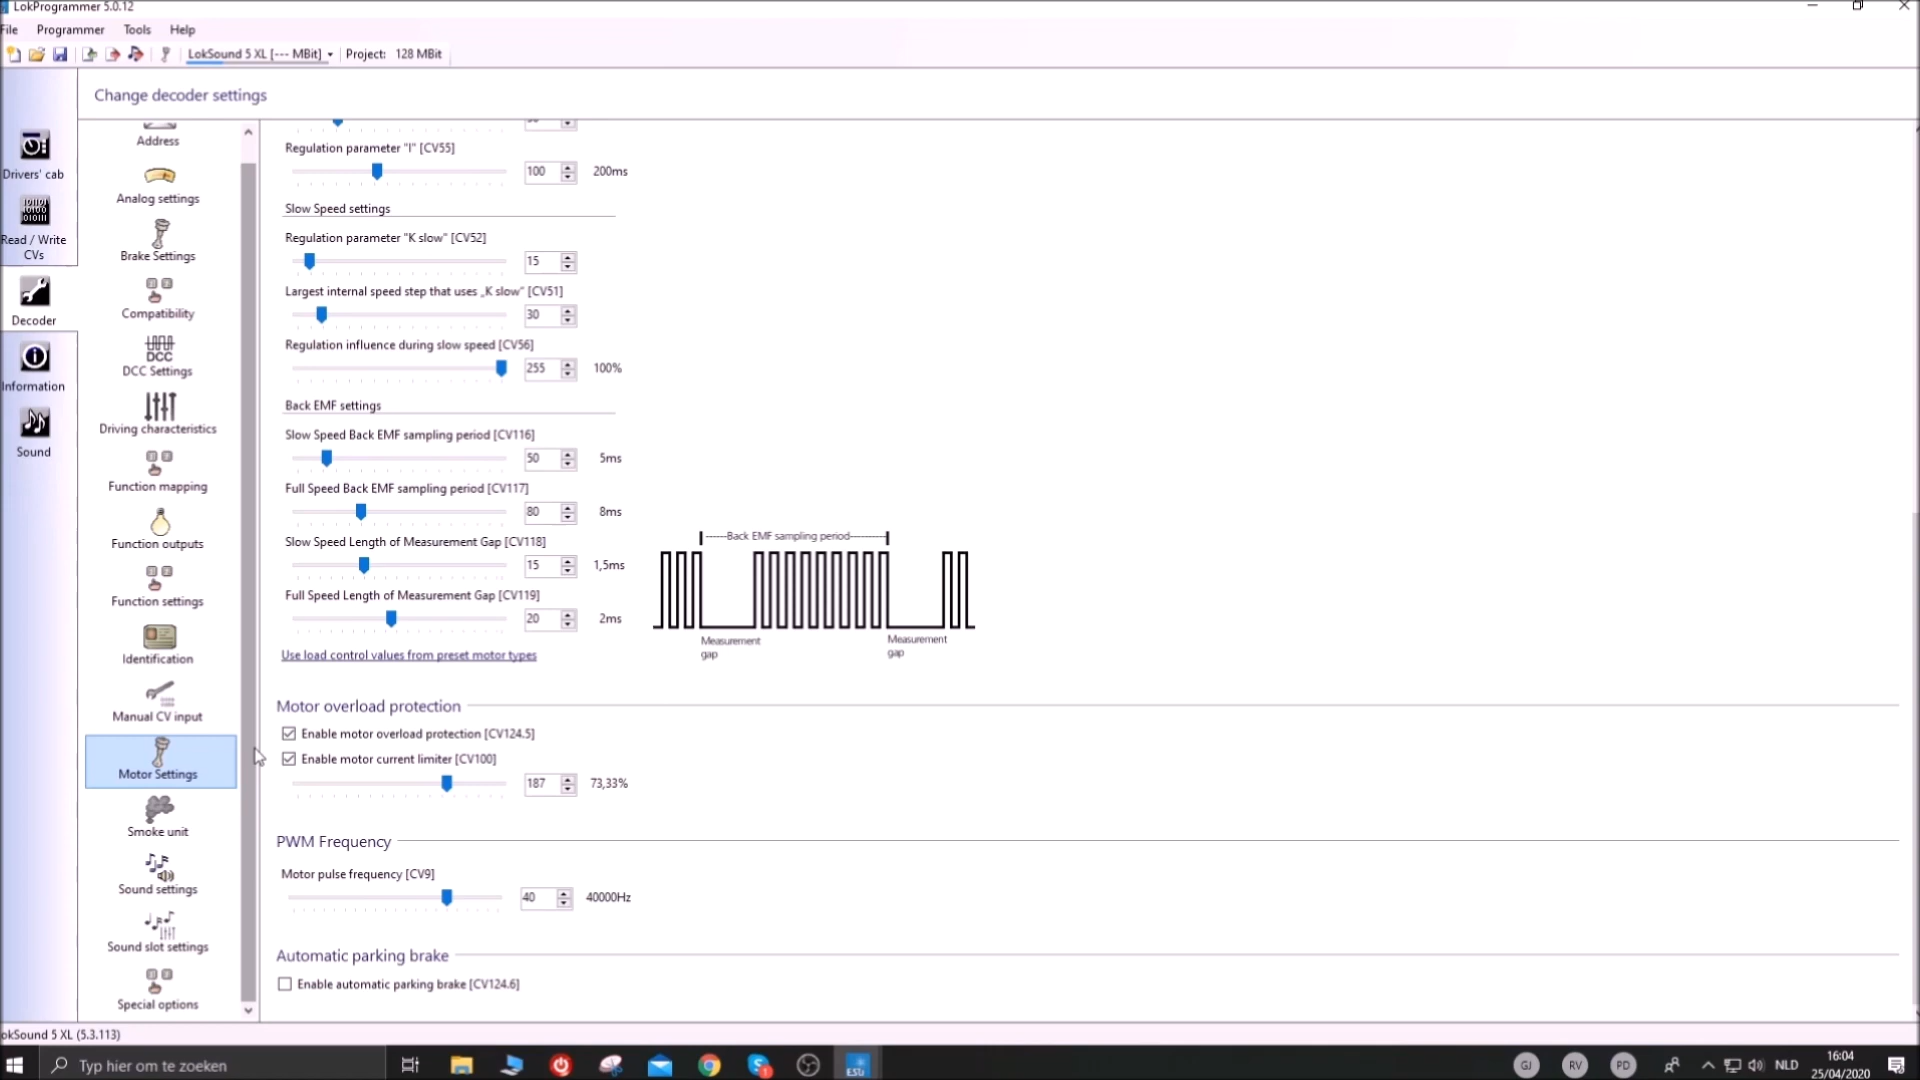 LokProgrammer 5.0.12
File Programmer Tools Help
LokSound 5 XL [--- MBit] Project: 128 MBit
Change decoder settings
Drivers' cab
Read / Write
CVs
Decoder
Information
Sound
Address
Analog settings
Brake Settings
Compatibility
DCC
DCC Settings
Driving characteristics
Function mapping
Function outputs
Function settings
Identification
Manual CV input
Motor Settings
Smoke unit
Sound settings
Sound slot settings
Special options
Regulation parameter "I" [CV55]
100 200ms
Slow Speed settings
Regulation parameter "K slow" [CV52]
15
Largest internal speed step that uses „K slow" [CV51]
30
Regulation influence during slow speed [CV56]
255 100%
Back EMF settings
Slow Speed Back EMF sampling period [CV116]
50 5ms
Full Speed Back EMF sampling period [CV117]
80 8ms
Slow Speed Length of Measurement Gap [CV118]
15 1,5ms
Full Speed Length of Measurement Gap [CV119]
20 2ms
Use load control values from preset motor types
Back EMF sampling period
Measurement
gap
Measurement
gap
Motor overload protection
Enable motor overload protection [CV124.5]
Enable motor current limiter [CV100]
187 73,33%
PWM Frequency
Motor pulse frequency [CV9]
40 40000Hz
Automatic parking brake
Enable automatic parking brake [CV124.6]
okSound 5 XL (5.3.113)
Typ hier om te zoeken
ESU
GJ RV PD NLD
16:04
25/04/2020